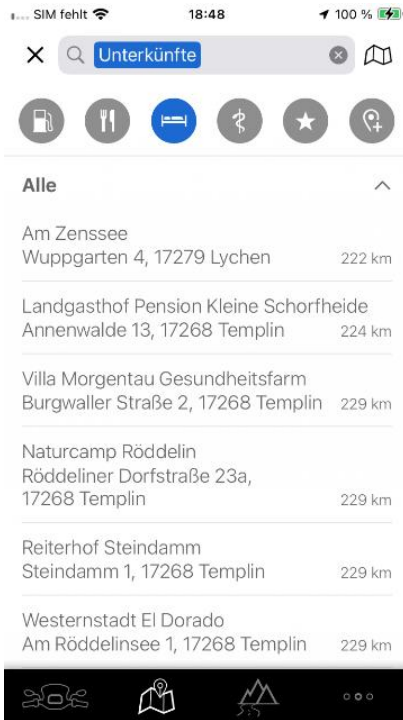 SIM fehlt 18:48 100 %
Unterkünfte
Alle
Am Zenssee
Wuppgarten 4, 17279 Lychen 222 km
Landgasthof Pension Kleine Schorfheide
Annenwalde 13, 17268 Templin 224 km
Villa Morgentau Gesundheitsfarm
Burgwaller Straße 2, 17268 Templin 229 km
Naturcamp Röddelin
Röddeliner Dorfstraße 23a,
17268 Templin 229 km
Reiterhof Steindamm
Steindamm 1, 17268 Templin 229 km
Westernstadt El Dorado
Am Röddelinsee 1, 17268 Templin 229 km